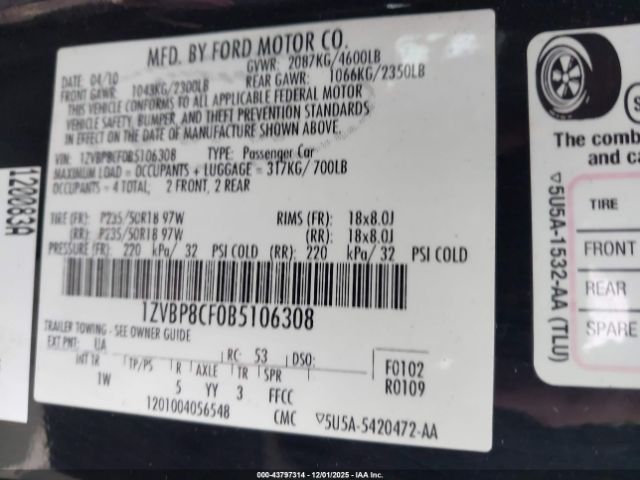 MFD. BY FORD MOTOR CO.
DATE: 04/10 GVWR: 2087KG/4600LB
FRONT GAWR: 1043KG/2300LB REAR GAWR: 1066KG/2350LB
THIS VEHICLE CONFORMS TO ALL APPLICABLE FEDERAL MOTOR
VEHICLE SAFETY, BUMPER, AND THEFT PREVENTION STANDARDS
IN EFFECT ON THE DATE OF MANUFACTURE SHOWN ABOVE.
VIN: 1ZVBP8CF0B5106308 TYPE: Passenger Car
MAXIMUM LOAD = OCCUPANTS + LUGGAGE = 317KG/ 700LB
OCCUPANTS = 4 TOTAL; 2 FRONT, 2 REAR
TIRE (FR): P235/50R18 97W RIMS (FR): 18x8.0J
(RR): P235/50R18 97W (RR): 18x8.0J
PRESSURE (FR): 220 kPa/ 32 PSI COLD (RR): 220 kPa/ 32 PSI COLD
1ZVBP8CF0B5106308
TRAILER TOWING - SEE OWNER GUIDE
EXT PNT: UA RC: 53 DSO: F0102
INT TR TP/PS R AXLE TR SPR R0109
1W 5 YY 3 FFCC
1201004056548 CMC ▽5U5A-5420472-AA
120083A
The comb
and ca
▽5U5A-1532-AA (TLU)
TIRE
FRONT
REAR
SPARE
000-43797314 - 12/01/2025 - IAAI.COM